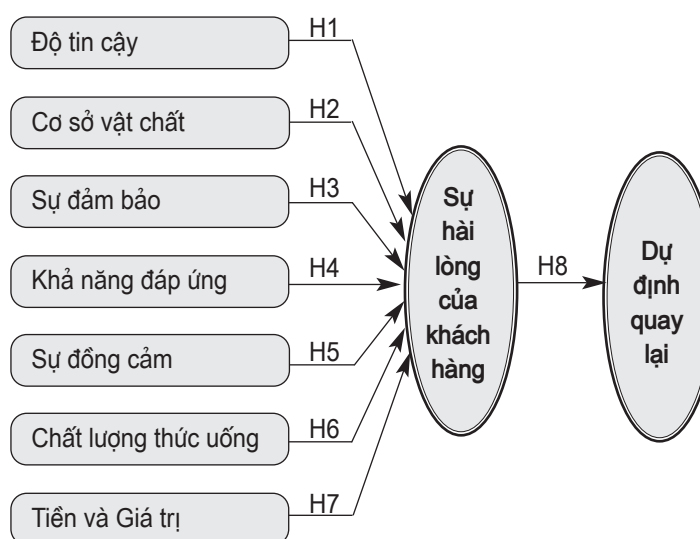 Độ tin cậy
H1
Cơ sở vật chất
H2
Sự đảm bảo
H3
Khả năng đáp ứng
H4
Sự đồng cảm
H5
Chất lượng thức uống
H6
Tiền và Giá trị
H7
Sự
hài
lòng
của
khách
hàng
H8
Dự
định
quay
lại